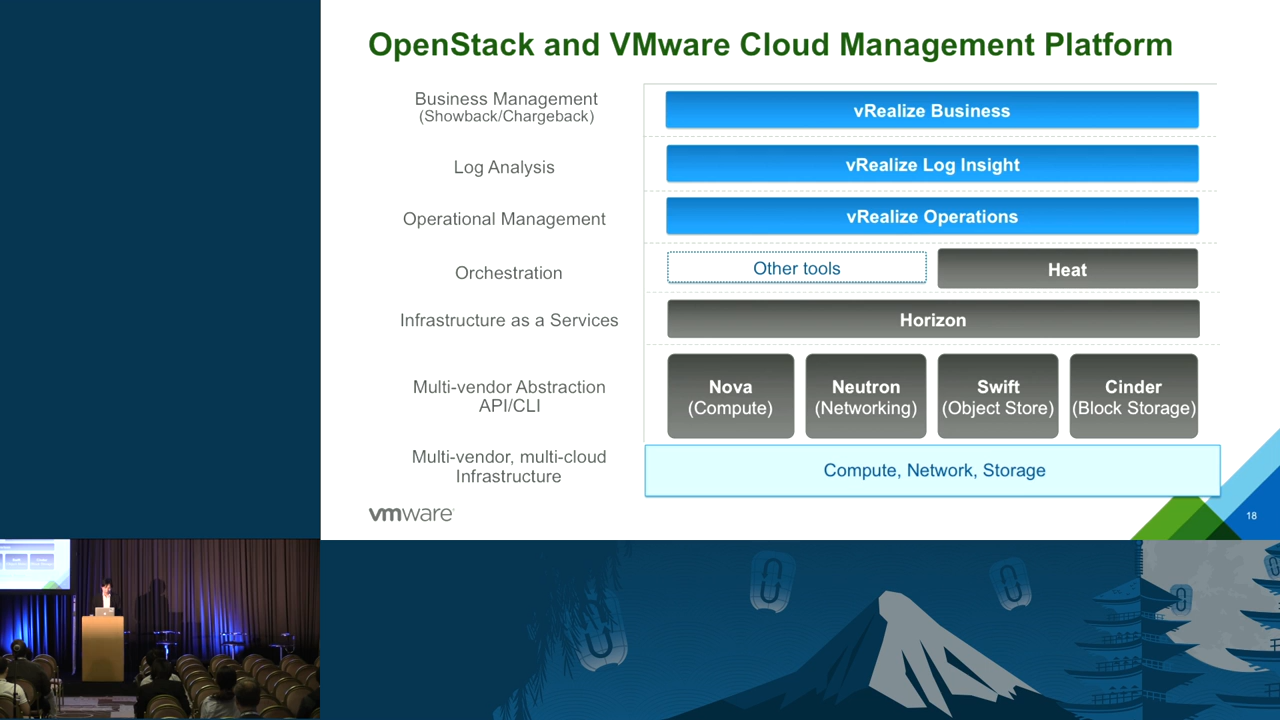 OpenStack and VMware Cloud Management Platform
Business Management
(Showback/Chargeback)
vRealize Business
Log Analysis
vRealize Log Insight
Operational Management
vRealize Operations
Orchestration
Other tools
Heat
Infrastructure as a Services
Horizon
Multi-vendor Abstraction
API/CLI
Nova
(Compute)
Neutron
(Networking)
Swift
(Object Store)
Cinder
(Block Storage)
Multi-vendor, multi-cloud
Infrastructure
Compute, Network, Storage
vmware
18